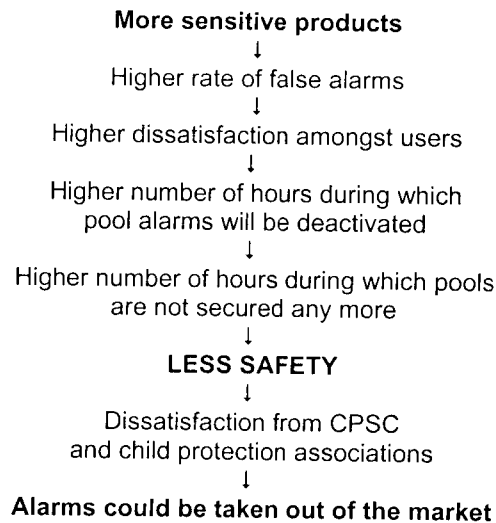 More sensitive products
↓
Higher rate of false alarms
↓
Higher dissatisfaction amongst users
↓
Higher number of hours during which
pool alarms will be deactivated
↓
Higher number of hours during which pools
are not secured any more
↓
LESS SAFETY
↓
Dissatisfaction from CPSC
and child protection associations
↓
Alarms could be taken out of the market